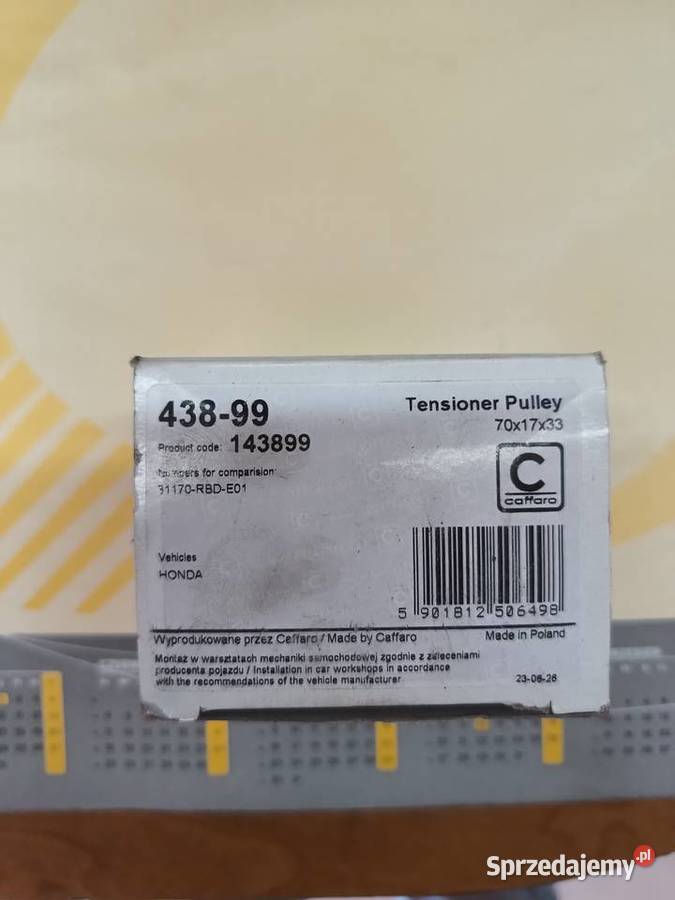 438-99
Tensioner Pulley
70x17x33
Product code: 143899
Numbers for comparision:
31170-RBD-E01
C
caffaro
Vehicles
HONDA
5 901812 506498
Wyprodukowane przez Caffaro / Made by Caffaro
Made in Poland
Montaż w warsztatach mechaniki samochodowej zgodnie z zaleceniami
producenta pojazdu / Installation in car workshops in accordance
with the recommendations of the vehicle manufacturer
23-06-26
Sprzedajemy.pl